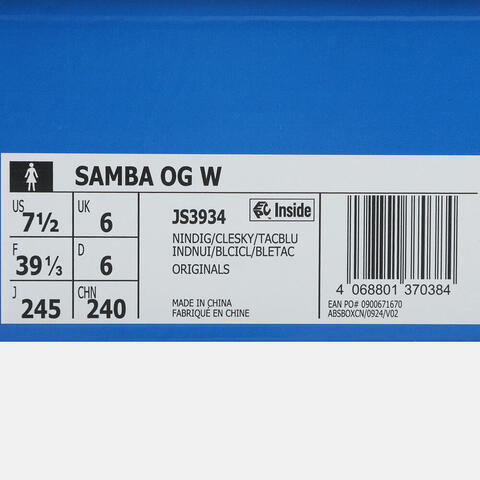 SAMBA OG W
US 7½ UK 6
F 39⅓ D 6
J 245 CHN 240
JS3934
Inside
NINDIG/CLESKY/TACBLU
INDNUI/BLCICL/BLETAC
ORIGINALS
MADE IN CHINA
FABRIQUÉ EN CHINE
4 068801 370384
EAN PO# 0900671670
ABSBOXCN/0924/V02